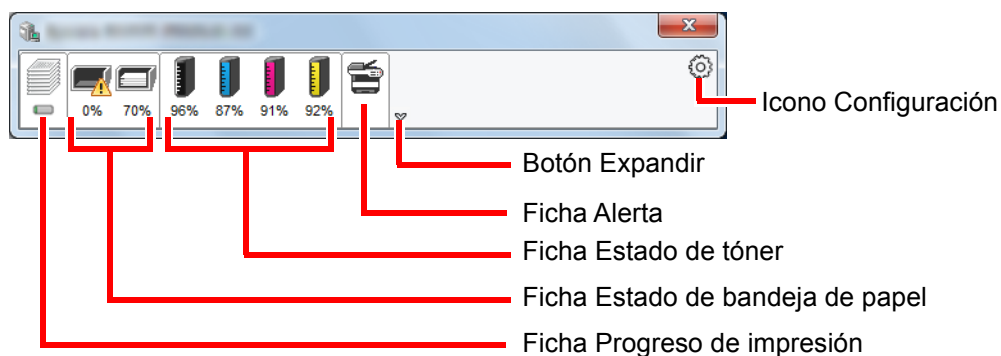 0% 70% 96% 87% 91% 92%
Icono Configuración
Botón Expandir
Ficha Alerta
Ficha Estado de tóner
Ficha Estado de bandeja de papel
Ficha Progreso de impresión